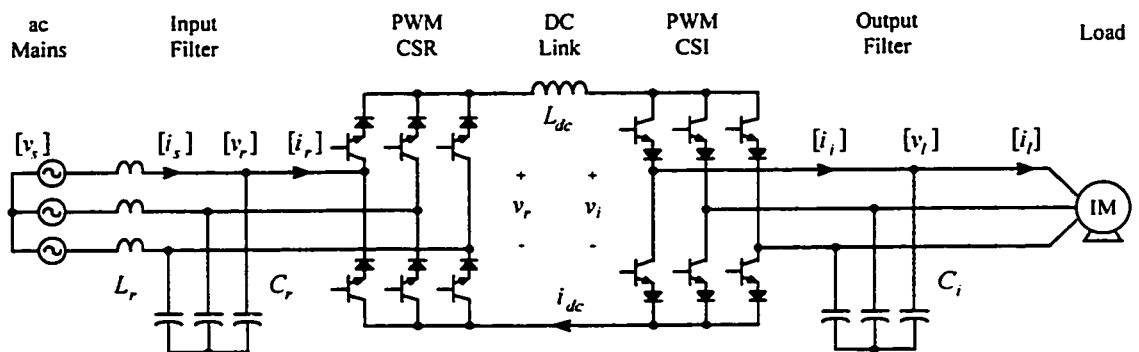 ac
Mains
Input
Filter
PWM
CSR
DC
Link
PWM
CSI
Output
Filter
Load
[v_s]
[i_s]
[v_r]
[i_r]
L_dc
[i_i]
[v_l]
[i_l]
+
v_r
-
+
v_i
-
IM
L_r
C_r
i_dc
C_i